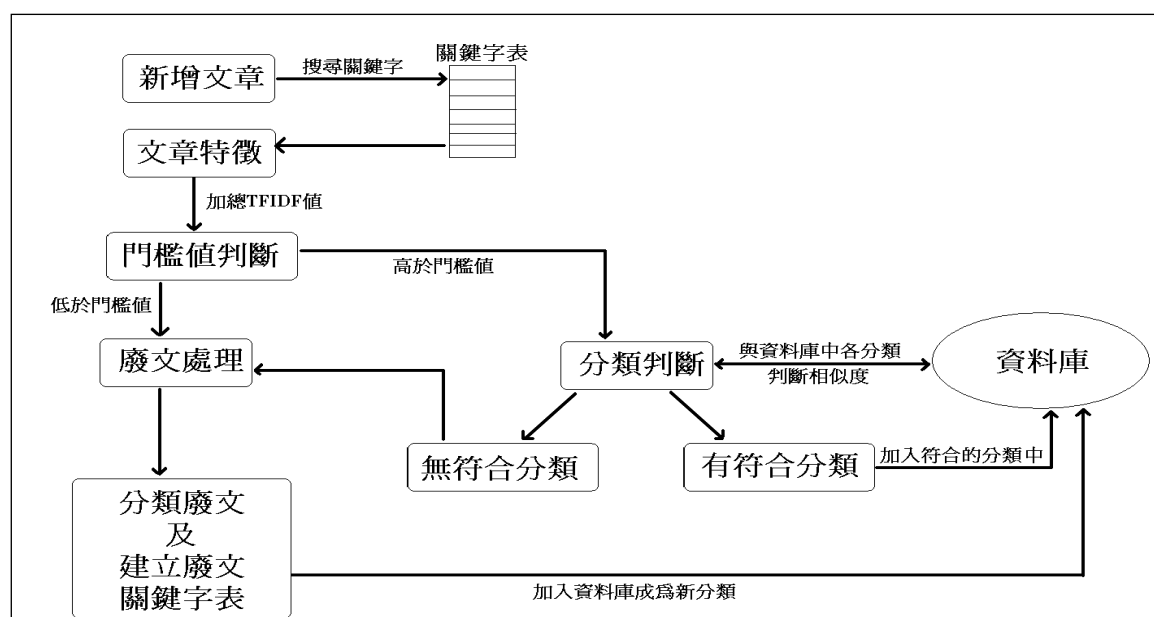 關鍵字表
新增文章
搜尋關鍵字
文章特徵
加總TFIDF值
門檻值判斷
高於門檻值
低於門檻值
廢文處理
分類判斷
與資料庫中各分類
判斷相似度
資料庫
無符合分類
有符合分類
加入符合的分類中
分類廢文
及
建立廢文
關鍵字表
加入資料庫成為新分類